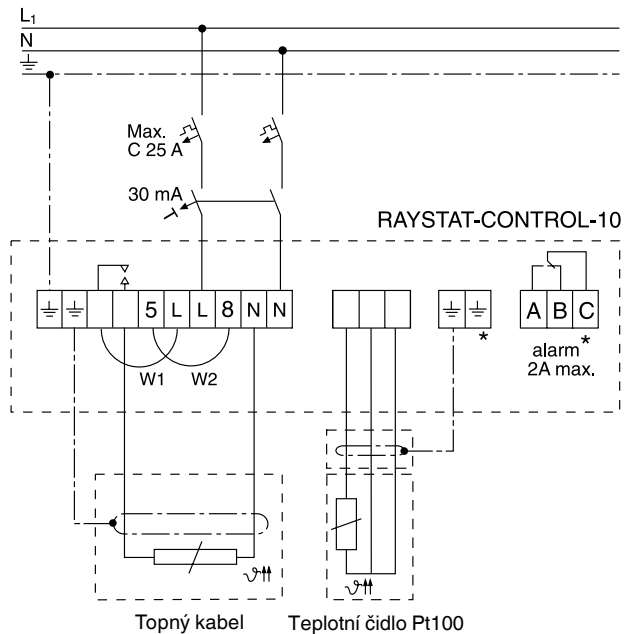 L1
N
Max.
C 25 A
30 mA
RAYSTAT-CONTROL-10
5 L L 8 N N
A B C
* *
alarm
2A max.
W1 W2
Topný kabel Teplotní čidlo Pt100